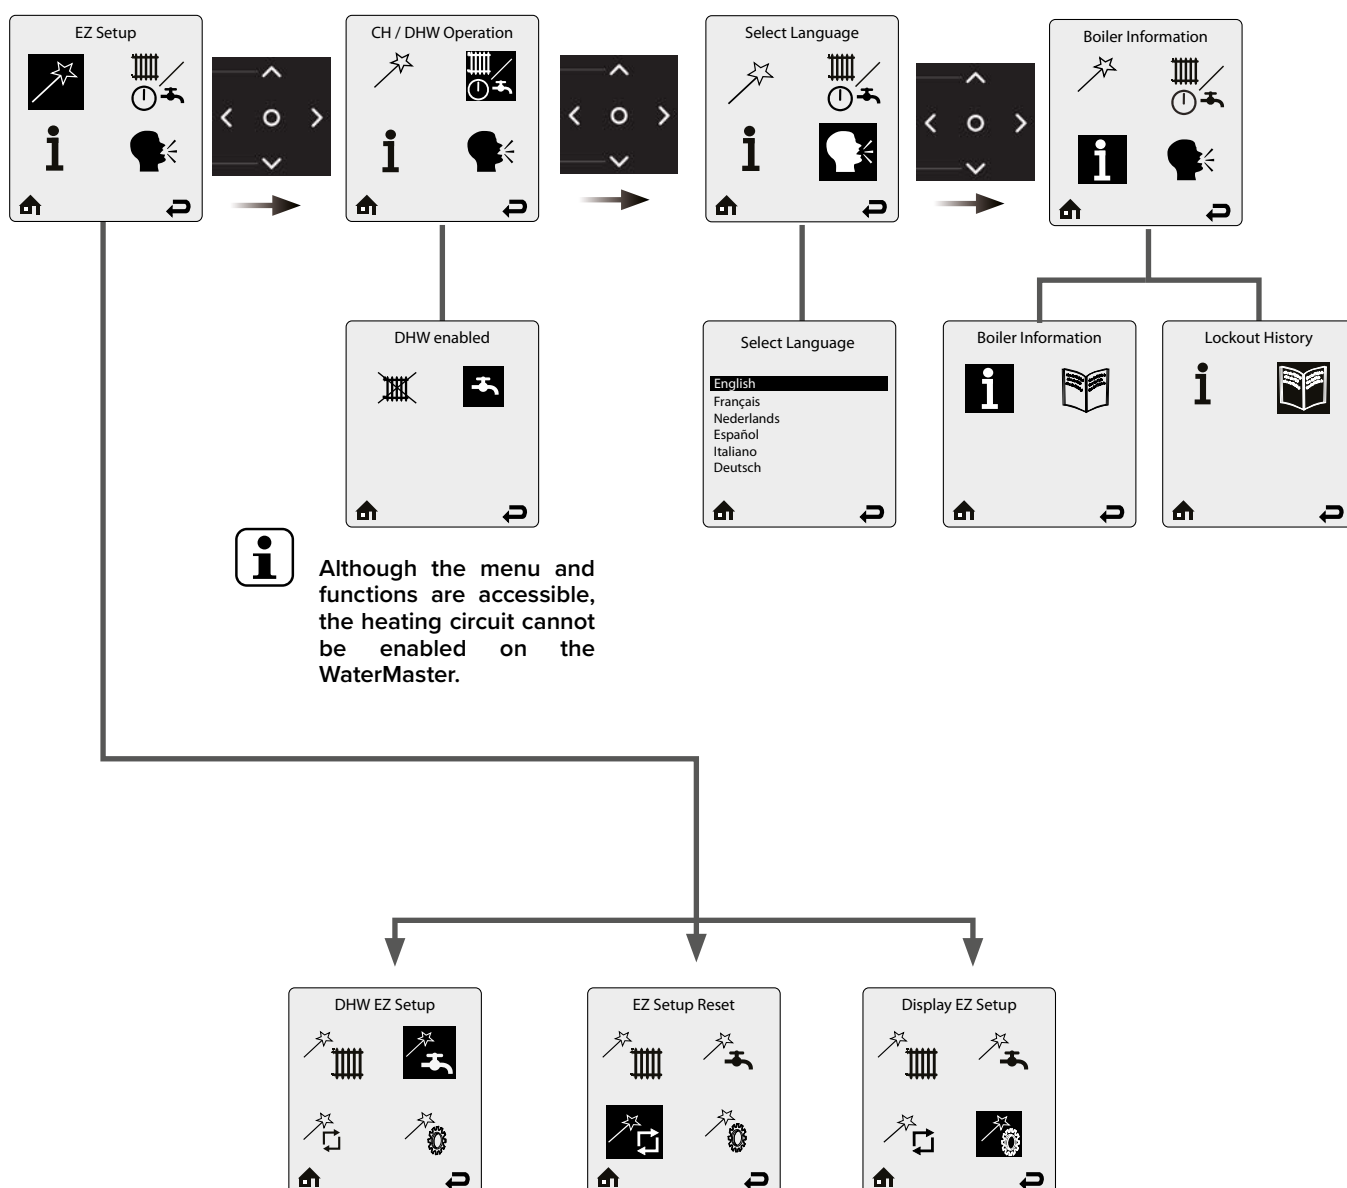 EZ Setup
CH / DHW Operation
Select Language
Boiler Information
DHW enabled
Select Language
English
Français
Nederlands
Español
Italiano
Deutsch
Boiler Information
Lockout History
Although the menu and
functions are accessible,
the heating circuit cannot
be enabled on the
WaterMaster.
DHW EZ Setup
EZ Setup Reset
Display EZ Setup